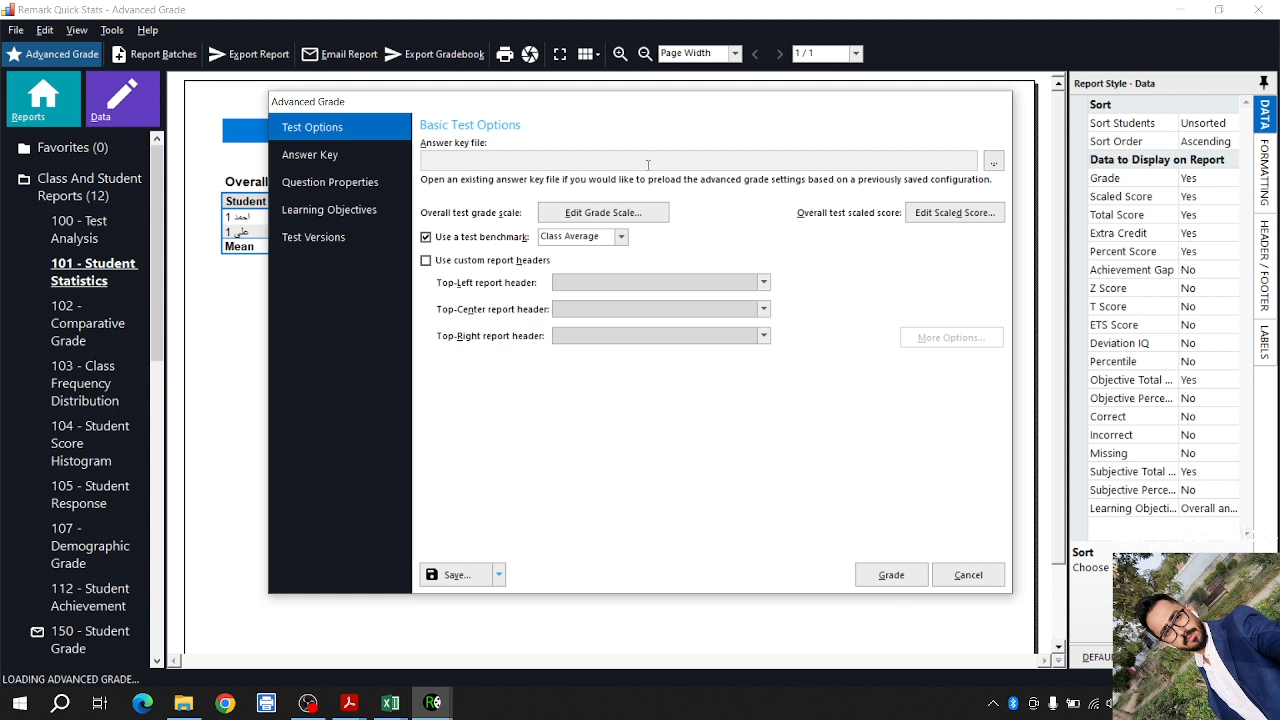 Remark Quick Stats - Advanced Grade
File Edit View Tools Help
Advanced Grade Report Batches Export Report Email Report Export Gradebook Page Width 1 / 1
Reports Data
Favorites (0)
Class And Student
Reports (12)
100 - Test
Analysis
101 - Student
Statistics
102 -
Comparative
Grade
103 - Class
Frequency
Distribution
104 - Student
Score
Histogram
105 - Student
Response
107 -
Demographic
Grade
112 - Student
Achievement
150 - Student
Grade
LOADING ADVANCED GRADE...
Overall
Student
احمد 1
علي 1
Mean
Advanced Grade
Test Options
Answer Key
Question Properties
Learning Objectives
Test Versions
Basic Test Options
Answer key file:
...
Open an existing answer key file if you would like to preload the advanced grade settings based on a previously saved configuration.
Overall test grade scale: Edit Grade Scale... Overall test scaled score: Edit Scaled Score...
Use a test benchmark: Class Average
Use custom report headers
Top-Left report header:
Top-Center report header:
Top-Right report header: More Options...
Save... Grade Cancel
Report Style - Data
Sort
Sort Students Unsorted
Sort Order Ascending
Data to Display on Report
Grade Yes
Scaled Score Yes
Total Score Yes
Extra Credit Yes
Percent Score Yes
Achievement Gap No
Z Score No
T Score No
ETS Score No
Deviation IQ No
Percentile No
Objective Total ... Yes
Objective Perce... No
Correct No
Incorrect No
Missing No
Subjective Total ... Yes
Subjective Perce... No
Learning Objecti... Overall an...
Sort
Choose
DEFAU
DATA
FORMATTING
HEADER / FOOTER
LABELS